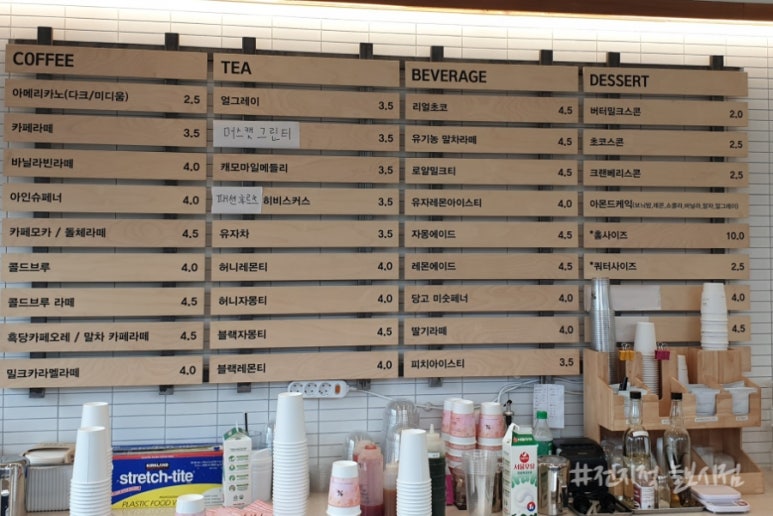 COFFEE
아메리카노(다크/미디움) 2.5
카페라떼 3.5
바닐라빈라떼 4.0
아인슈페너 4.0
카페모카 / 돌체라떼 4.5
콜드브루 4.0
콜드브루 라떼 4.5
흑당카페오레 / 말차 카페라떼 4.5
밀크카라멜라떼 4.0
TEA
얼그레이 3.5
머스캣 그린티 3.5
캐모마일메들리 3.5
패션후르츠 히비스커스 3.5
유자차 3.5
허니레몬티 4.0
허니자몽티 4.0
블랙자몽티 4.5
블랙레몬티 4.0
BEVERAGE
리얼초코 4.5
유기농 말차라떼 4.5
로얄밀크티 4.5
유자레몬아이스티 4.5
자몽에이드 4.5
레몬에이드 4.5
당고 미숫페너 4.0
딸기라떼 4.5
피치아이스티 3.5
DESSERT
버터밀크스콘 2.0
초코스콘 2.5
크랜베리스콘 2.5
아몬드케익
*홀사이즈 10.0
*쿼터사이즈 2.5
4.0
4.5
KIRKLAND
stretch-tite
PLASTIC FOOD
서울우유
#전지적 늘보시점